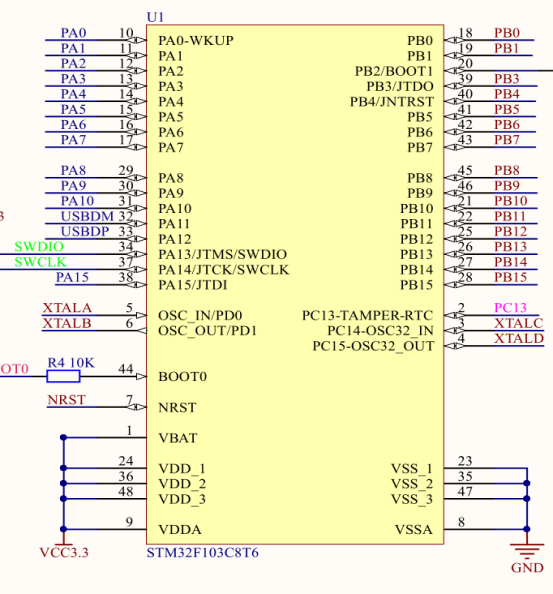 U1
PA0 10 PA0-WKUP PB0 18 PB0
PA1 11 PA1 PB1 19 PB1
PA2 12 PA2 PB2/BOOT1 20
PA3 13 PA3 PB3/JTDO 39 PB3
PA4 14 PA4 PB4/JNTRST 40 PB4
PA5 15 PA5 PB5 41 PB5
PA6 16 PA6 PB6 42 PB6
PA7 17 PA7 PB7 43 PB7
PA8 29 PA8 PB8 45 PB8
PA9 30 PA9 PB9 46 PB9
PA10 31 PA10 PB10 21 PB10
USBDM 32 PA11 PB11 22 PB11
USBDP 33 PA12 PB12 25 PB12
SWDIO 34 PA13/JTMS/SWDIO PB13 26 PB13
SWCLK 37 PA14/JTCK/SWCLK PB14 27 PB14
PA15 38 PA15/JTDI PB15 28 PB15
XTALA 5 OSC_IN/PD0 PC13-TAMPER-RTC 2 PC13
XTALB 6 OSC_OUT/PD1 PC14-OSC32_IN 3 XTALC
PC15-OSC32_OUT 4 XTALD
OT0 R4 10K 44 BOOT0
NRST 7 NRST
1 VBAT
24 VDD_1 VSS_1 23
36 VDD_2 VSS_2 35
48 VDD_3 VSS_3 47
9 VDDA VSSA 8
VCC3.3 STM32F103C8T6 GND